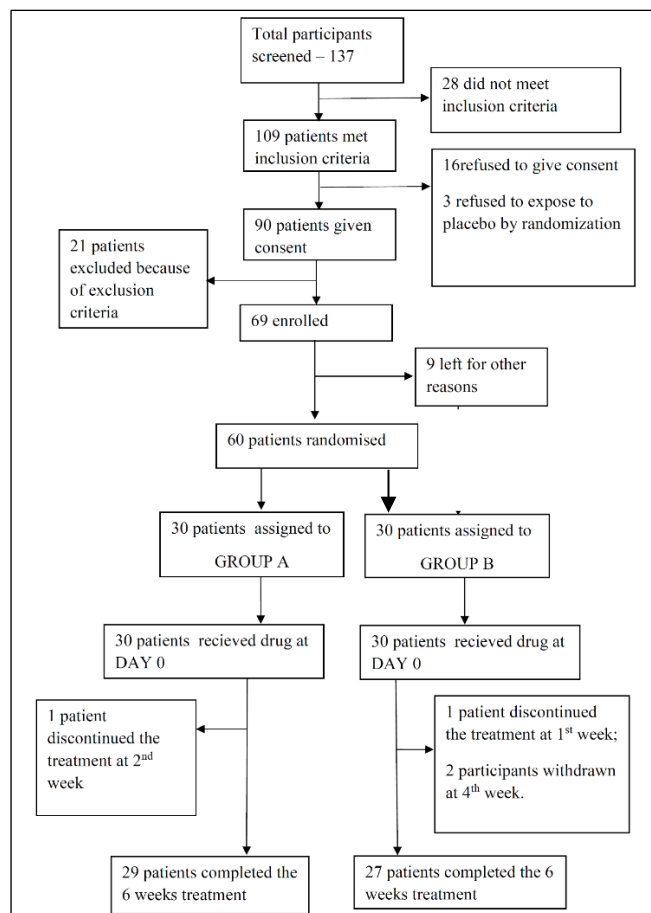 Total participants
screened – 137
28 did not meet
inclusion criteria
109 patients met
inclusion criteria
16refused to give consent
3 refused to expose to
placebo by randomization
90 patients given
consent
21 patients
excluded because
of exclusion
criteria
69 enrolled
9 left for other
reasons
60 patients randomised
30 patients assigned to
GROUP A
30 patients assigned to
GROUP B
30 patients recieved drug at
DAY 0
30 patients recieved drug at
DAY 0
1 patient
discontinued the
treatment at 2nd
week
1 patient discontinued
the treatment at 1st week;
2 participants withdrawn
at 4th week.
29 patients completed the
6 weeks treatment
27 patients completed the 6
weeks treatment